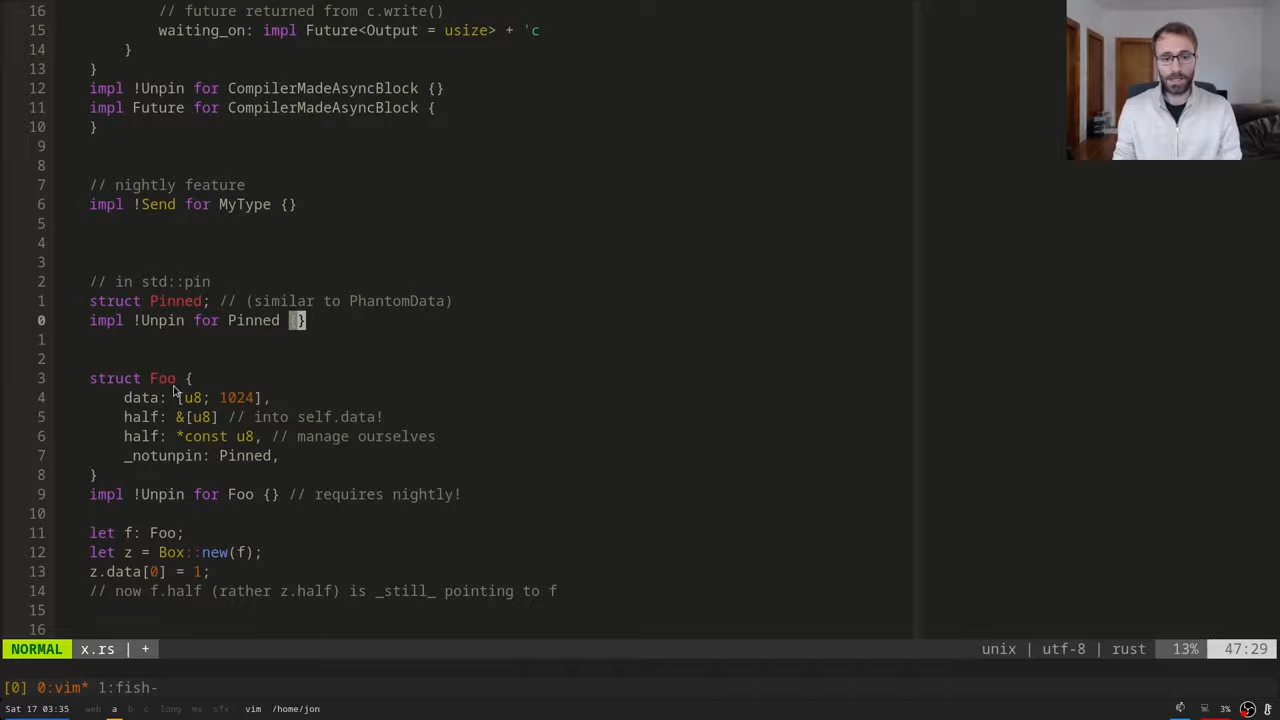 16 // future returned from c.write()
15 waiting_on: impl Future<Output = usize> + 'c
14 }
13 }
12 impl !Unpin for CompilerMadeAsyncBlock {}
11 impl Future for CompilerMadeAsyncBlock {
10 }
9
8
7 // nightly feature
6 impl !Send for MyType {}
5
4
3
2 // in std::pin
1 struct Pinned; // (similar to PhantomData)
0 impl !Unpin for Pinned {}
1
2
3 struct Foo {
4 data: [u8; 1024],
5 half: &[u8] // into self.data!
6 half: *const u8, // manage ourselves
7 _notunpin: Pinned,
8 }
9 impl !Unpin for Foo {} // requires nightly!
10
11 let f: Foo;
12 let z = Box::new(f);
13 z.data[0] = 1;
14 // now f.half (rather z.half) is _still_ pointing to f
15
16
NORMAL x.rs | + unix | utf-8 | rust 13% 47:29
[0] 0:vim* 1:fish-
Sat 17 03:35 web a b c long mx sfx vim /home/jon 3%